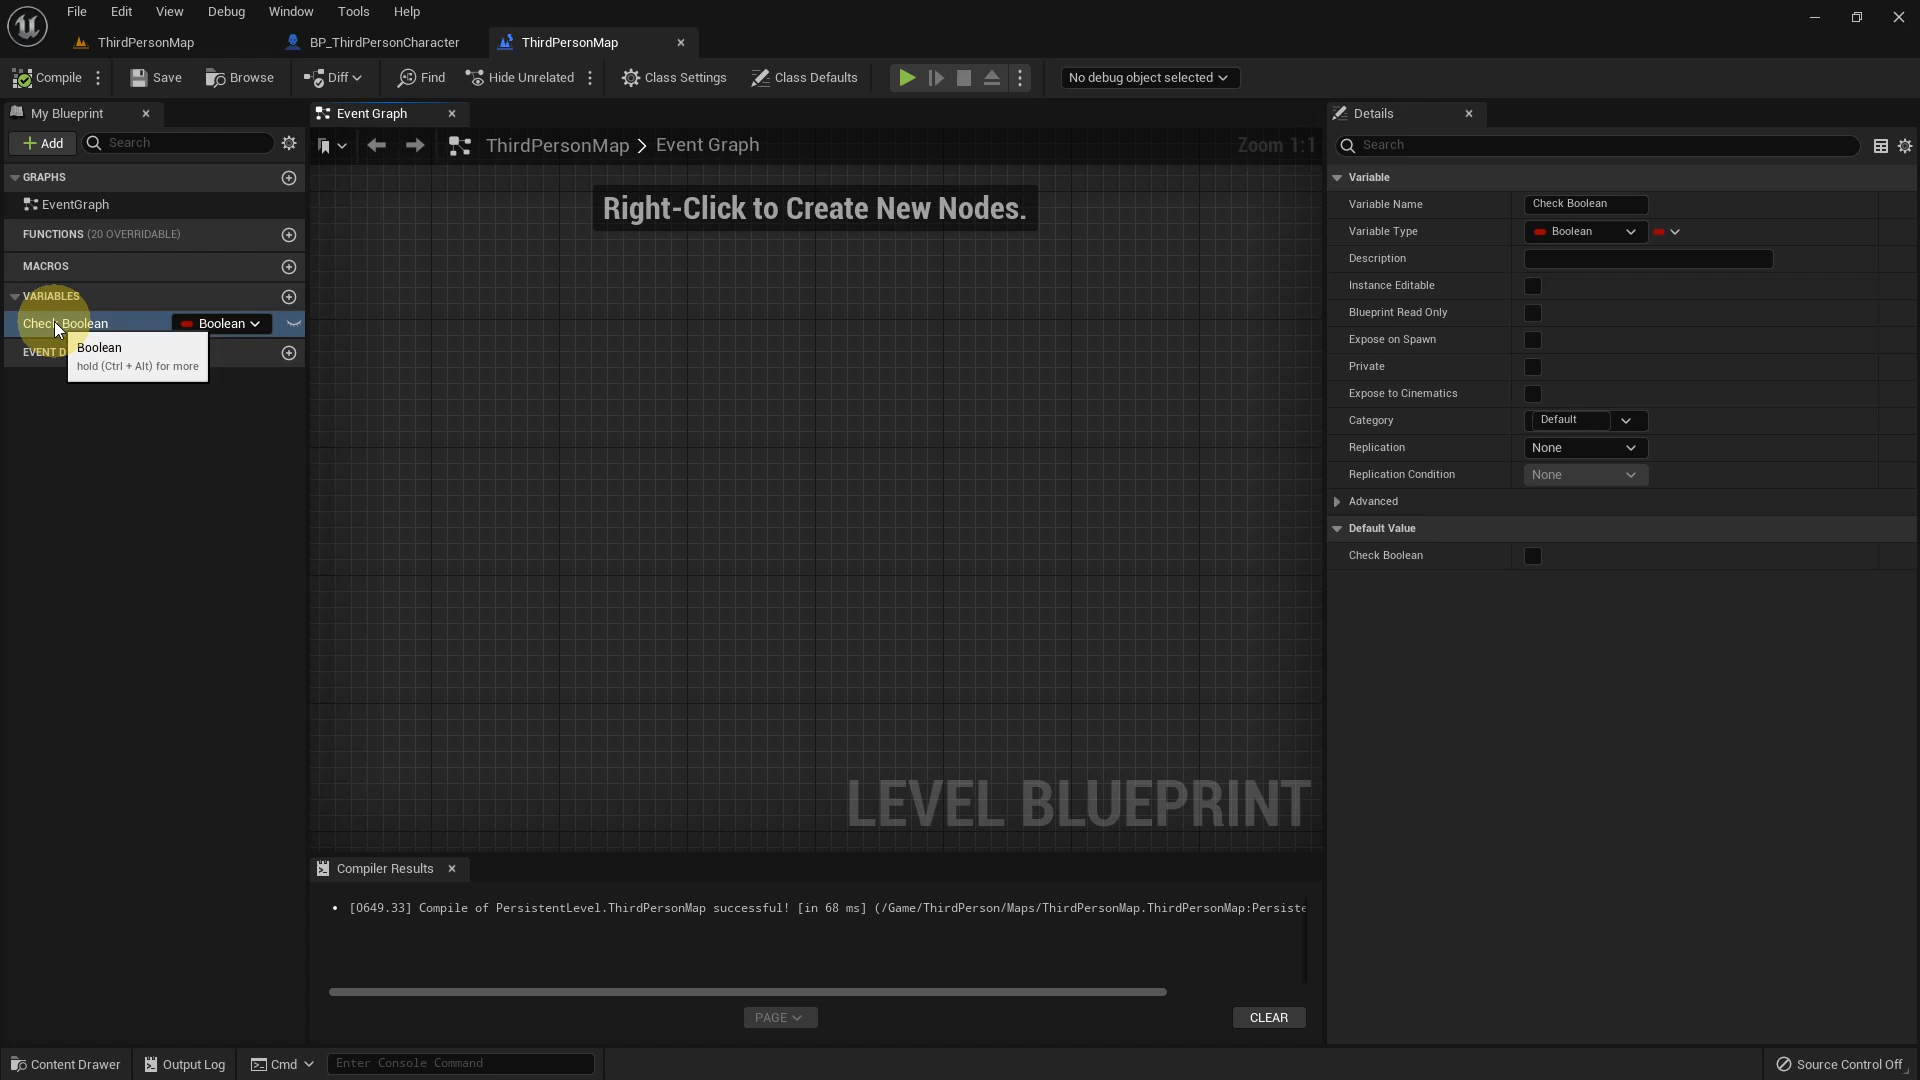 File Edit View Debug Window Tools Help
ThirdPersonMap BP_ThirdPersonCharacter ThirdPersonMap
Compile Save Browse Diff Find Hide Unrelated Class Settings Class Defaults No debug object selected
My Blueprint Event Graph Details
Add Search ThirdPersonMap Event Graph Zoom 1:1 Search
GRAPHS
EventGraph
FUNCTIONS (20 OVERRIDABLE)
MACROS
VARIABLES
Check Boolean Boolean
EVENT D
Boolean
hold (Ctrl + Alt) for more
Right-Click to Create New Nodes.
LEVEL BLUEPRINT
Variable
Variable Name Check Boolean
Variable Type Boolean
Description
Instance Editable
Blueprint Read Only
Expose on Spawn
Private
Expose to Cinematics
Category Default
Replication None
Replication Condition None
Advanced
Default Value
Check Boolean
Compiler Results
[0649.33] Compile of PersistentLevel.ThirdPersonMap successful! [in 68 ms] (/Game/ThirdPerson/Maps/ThirdPersonMap.ThirdPersonMap:Persiste
PAGE CLEAR
Content Drawer Output Log Cmd Enter Console Command Source Control Off